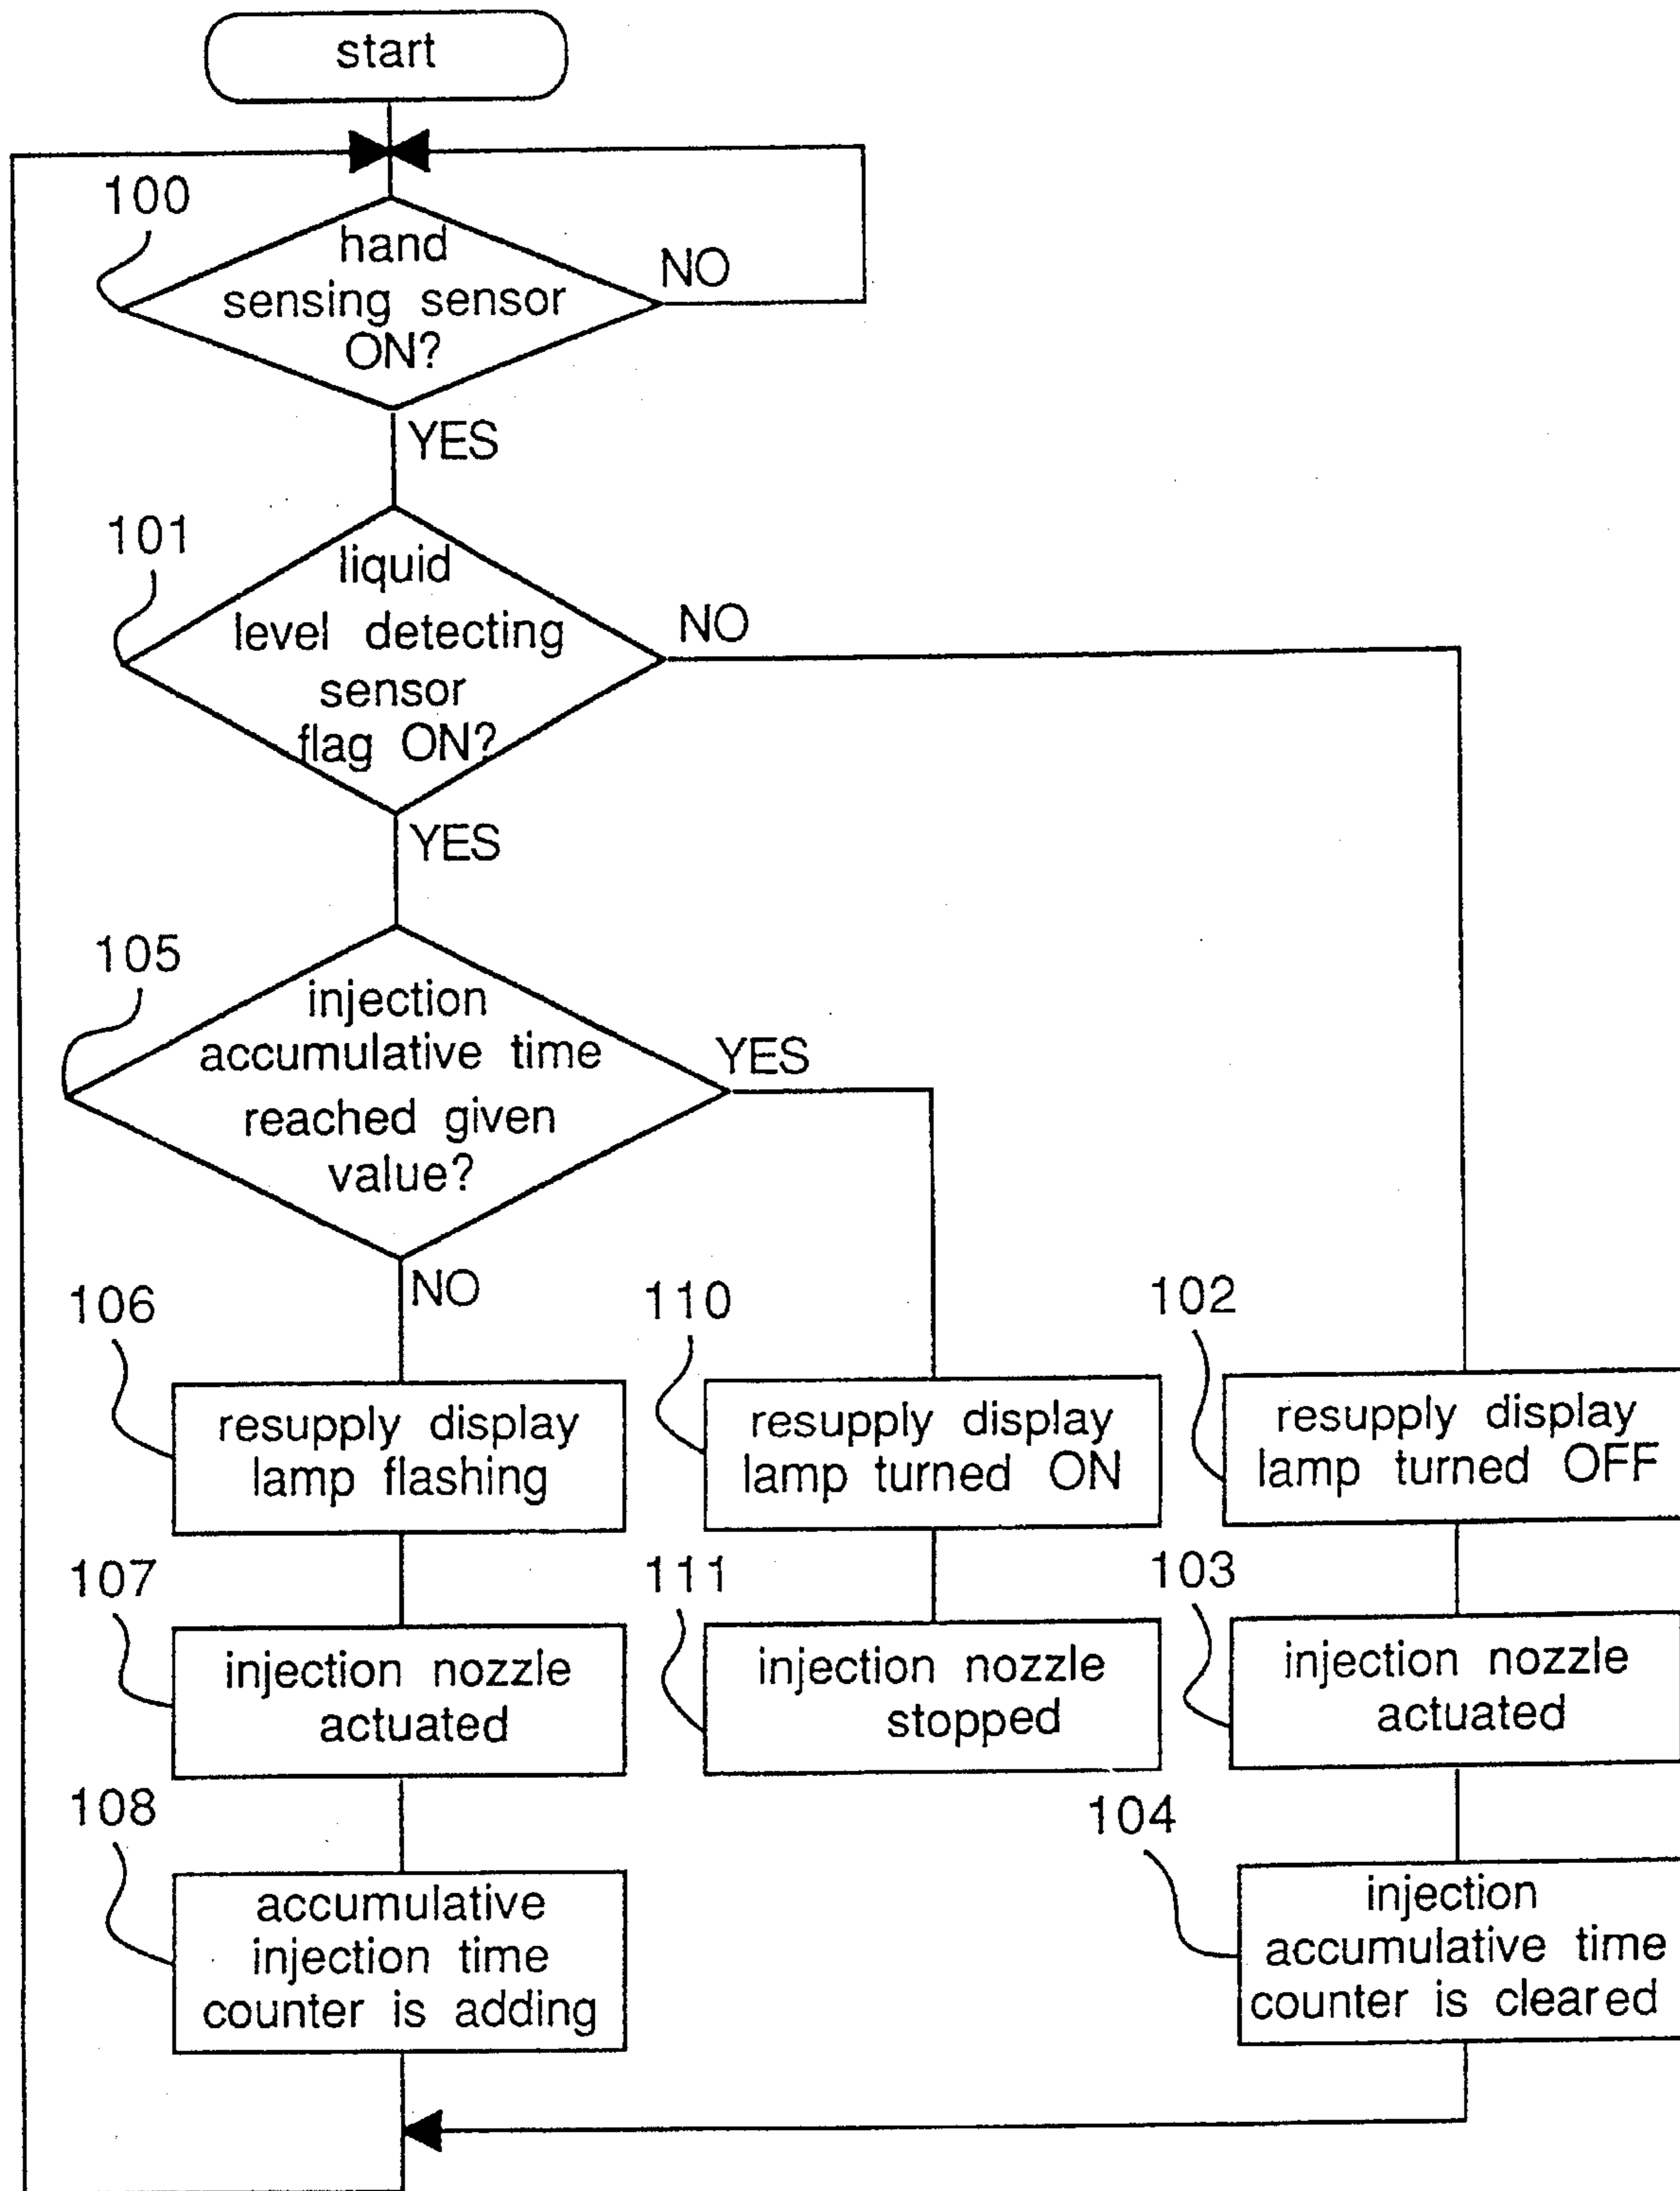 start
100
hand
sensing sensor
ON?
NO
YES
101
liquid
level detecting
sensor
flag ON?
NO
YES
105
injection
accumulative time
reached given
value?
YES
NO
106
resupply display
lamp flashing
110
resupply display
lamp turned ON
102
resupply display
lamp turned OFF
107
injection nozzle
actuated
111
injection nozzle
stopped
103
injection nozzle
actuated
108
accumulative
injection time
counter is adding
104
injection
accumulative time
counter is cleared